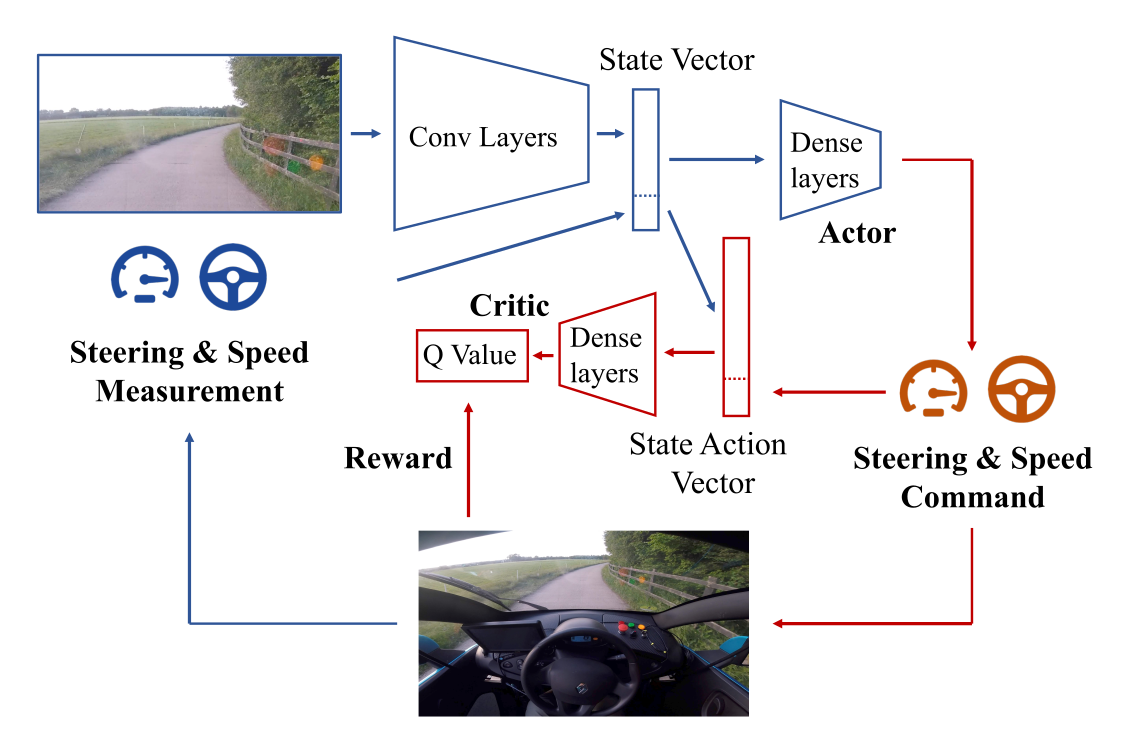 State Vector
Conv Layers
Dense
layers
Actor
Critic
Q Value
Dense
layers
Steering & Speed
Measurement
State Action
Vector
Reward
Steering & Speed
Command